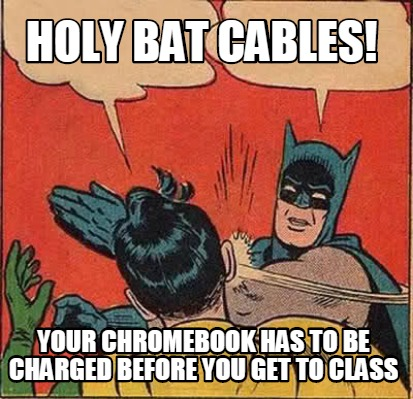 HOLY BAT CABLES!
YOUR CHROMEBOOK HAS TO BE
CHARGED BEFORE YOU GET TO CLASS